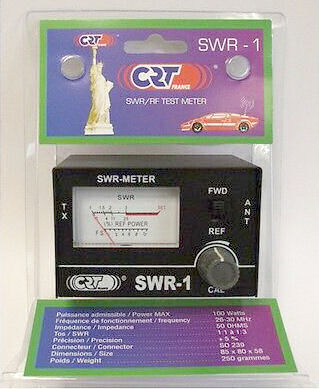 SWR - 1
CRT
FRANCE
SWR/RF TEST METER
SWR-METER
FWD
SWR
SET
(%) REF POWER
FS
TX
ANT
REF
CAL
CRT ® SWR-1
Puissance admissible / Power MAX 100 Watts
Fréquence de fonctionnement / frequency 26-30 MHz
Impédance / Impedance 50 OHMS
Tos / SWR 1:1 à 1:3
Précision / Precision ± 5 %
Connecteur / Connector SO 239
Dimensions / Size 85 x 80 x 58
Poids / Weight 250 grammes